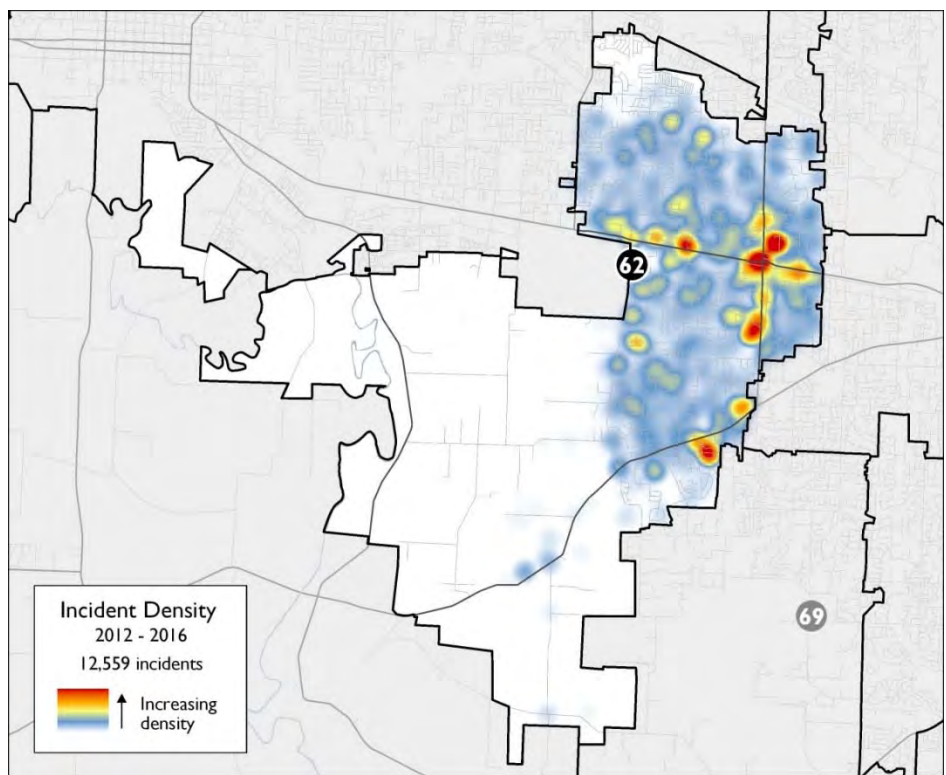 62
69
Incident Density
2012 - 2016
12,559 incidents
Increasing
density